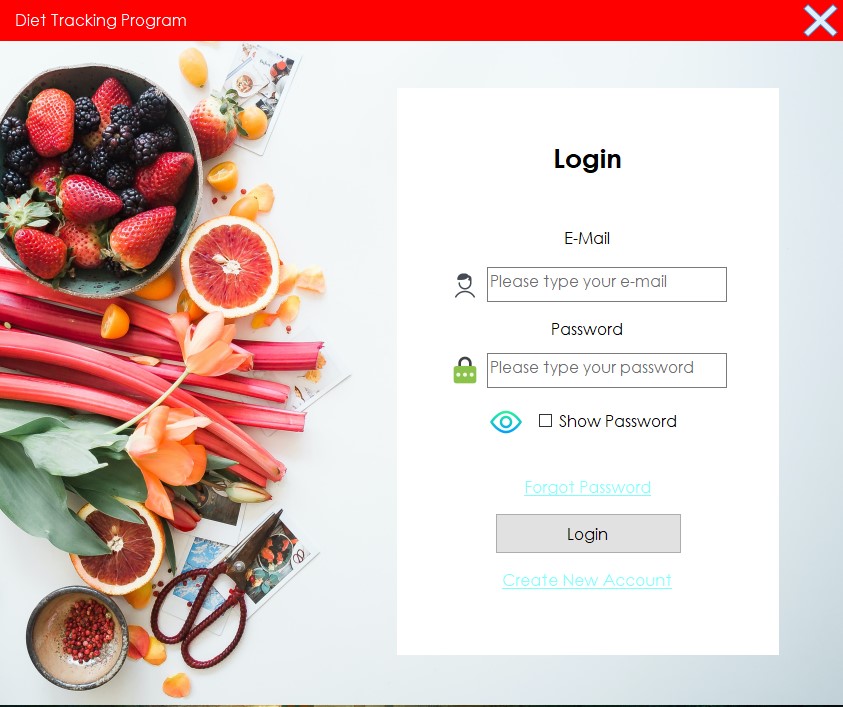 Diet Tracking Program
Login
E-Mail
Please type your e-mail
Password
Please type your password
Show Password
Forgot Password
Login
Create New Account